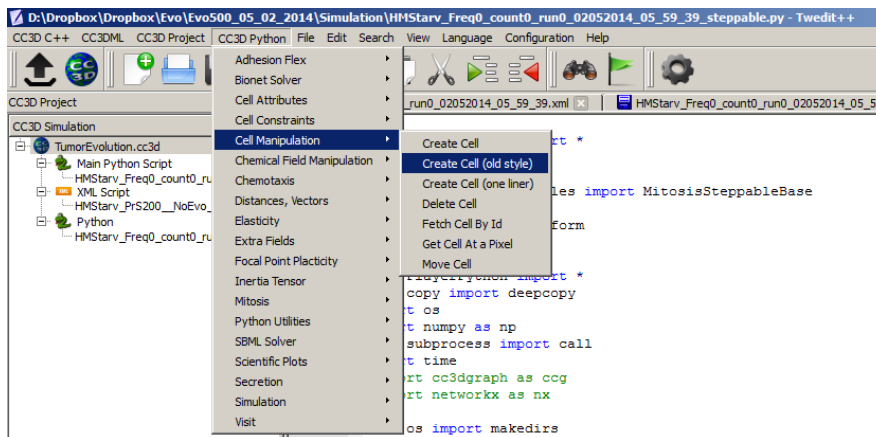 D:\Dropbox\Dropbox\Evo\Evo500_05_02_2014\Simulation\HMStarv_Freq0_count0_run0_02052014_05_59_39_steppable.py - Twedit++
CC3D C++ CC3DML CC3D Project CC3D Python File Edit Search View Language Configuration Help
CC3D Project
_run0_02052014_05_59_39.xml
HMStarv_Freq0_count0_run0_02052014_05_5
CC3D Simulation
TumorEvolution.cc3d
Main Python Script
HMStarv_Freq0_count0_ru
XML Script
HMStarv_PrS200__NoEvo_
Python
HMStarv_Freq0_count0_ru
Adhesion Flex
Bionet Solver
Cell Attributes
Cell Constraints
Cell Manipulation
Chemical Field Manipulation
Chemotaxis
Distances, Vectors
Elasticity
Extra Fields
Focal Point Placticity
Inertia Tensor
Mitosis
Python Utilities
SBML Solver
Scientific Plots
Secretion
Simulation
Visit
Create Cell
Create Cell (old style)
Create Cell (one liner)
Delete Cell
Fetch Cell By Id
Get Cell At a Pixel
Move Cell
rt *
les import MitosisSteppableBase
form
import *
copy import deepcopy
t os
t numpy as np
subprocess import call
t time
rt cc3dgraph as ccg
rt networkx as nx
os import makedirs